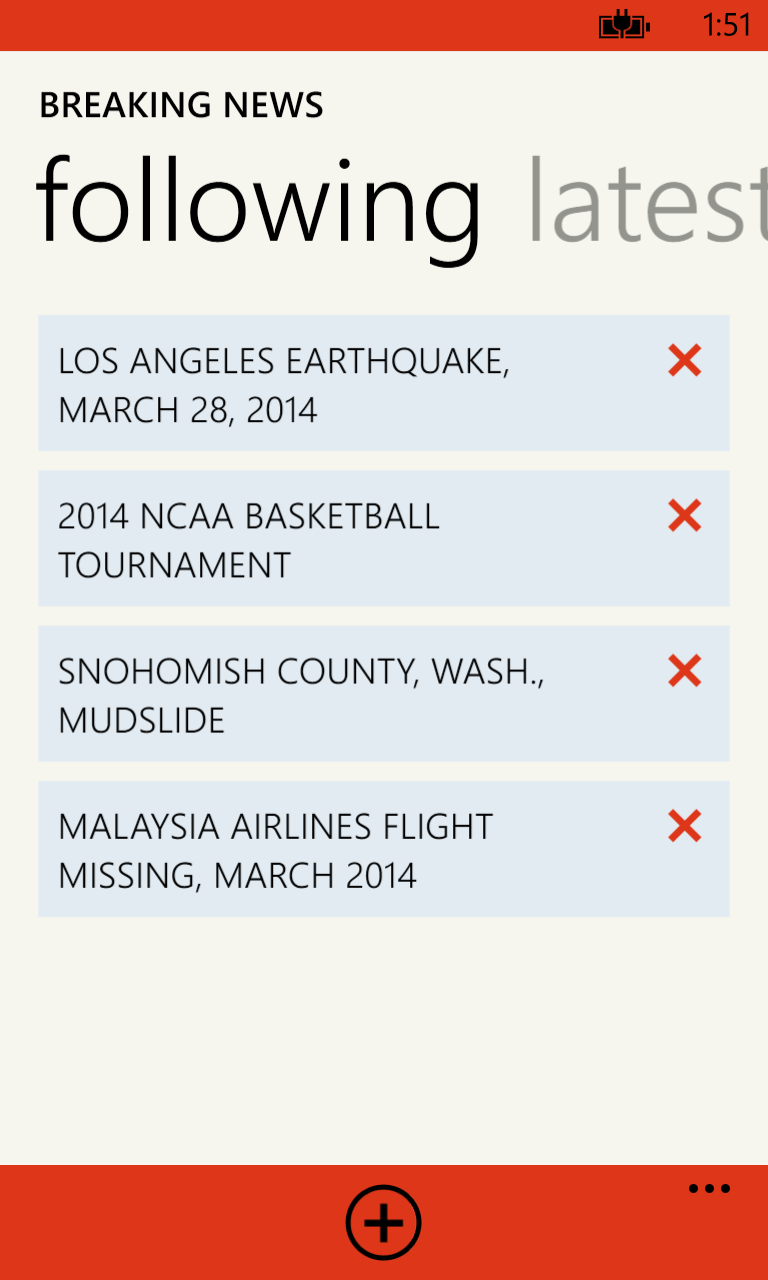 1:51
BREAKING NEWS
following latest
LOS ANGELES EARTHQUAKE,
MARCH 28, 2014
2014 NCAA BASKETBALL
TOURNAMENT
SNOHOMISH COUNTY, WASH.,
MUDSLIDE
MALAYSIA AIRLINES FLIGHT
MISSING, MARCH 2014